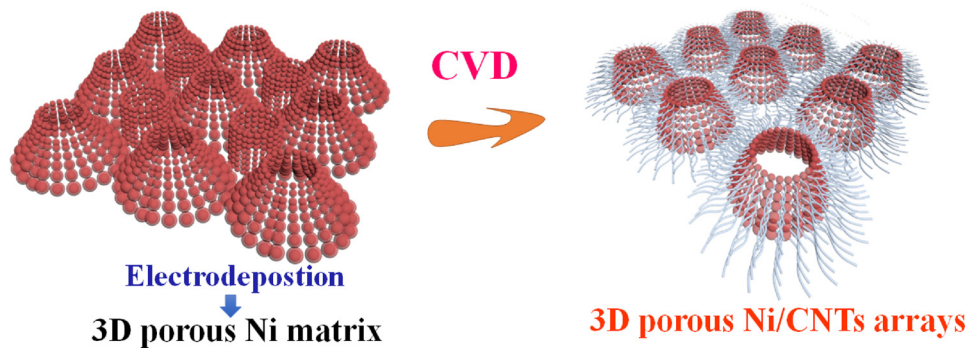 CVD
Electrodepostion
3D porous Ni matrix
3D porous Ni/CNTs arrays